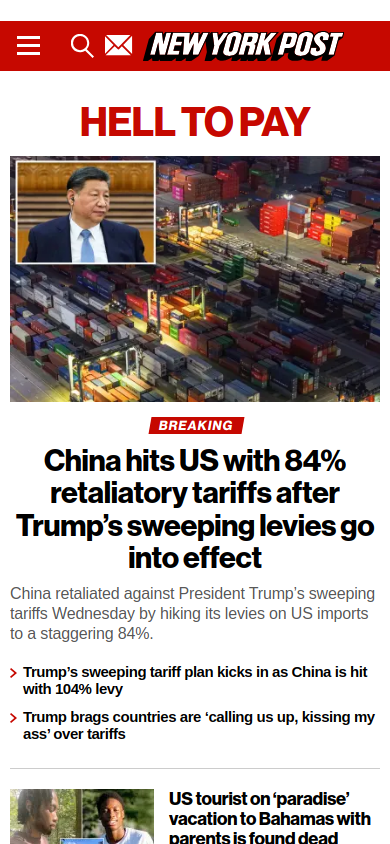 NEW YORK POST
HELL TO PAY
BREAKING
China hits US with 84%
retaliatory tariffs after
Trump’s sweeping levies go
into effect
China retaliated against President Trump’s sweeping
tariffs Wednesday by hiking its levies on US imports
to a staggering 84%.
Trump’s sweeping tariff plan kicks in as China is hit
with 104% levy
Trump brags countries are ‘calling us up, kissing my
ass’ over tariffs
US tourist on ‘paradise’
vacation to Bahamas with
parents is found dead